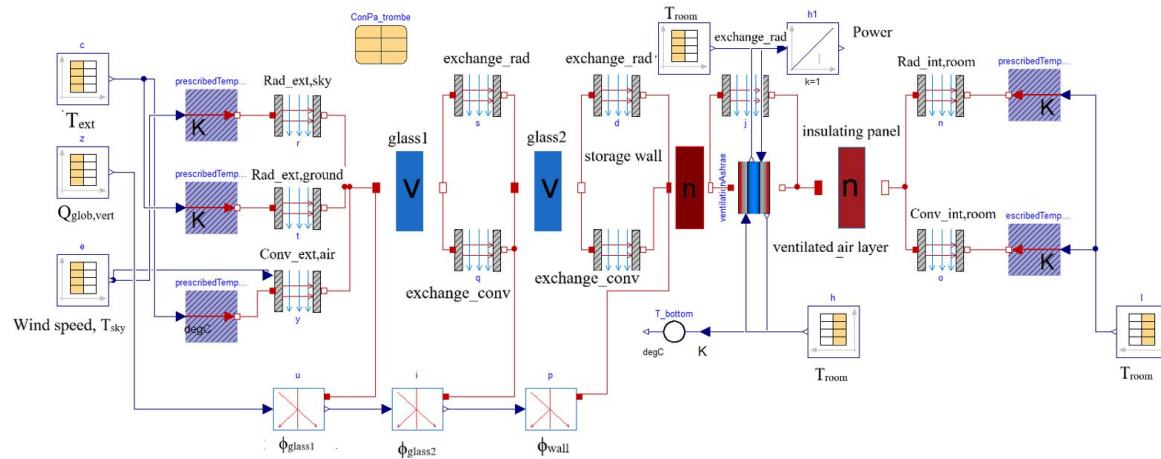 ConPa_trombe
c
T_ext
prescribedTemp...
K
Rad_ext,sky
r
exchange_rad
s
exchange_rad
d
T_room
exchange_rad
j
h1
Power
k=1
Rad_int,room
n
prescribedTemp...
K
z
Q_glob,vert
prescribedTemp...
K
Rad_ext,ground
t
glass1
V
glass2
V
storage wall
n
ventilationAshrae
insulating panel
n
ventilated air layer
e
Wind speed, T_sky
prescribedTemp...
degC
Conv_ext,air
y
q
exchange_conv
exchange_conv
Conv_int,room
o
escribedTemp...
K
T_bottom
degC
K
h
T_room
l
T_room
u
ϕ_glass1
i
ϕ_glass2
p
ϕ_wall